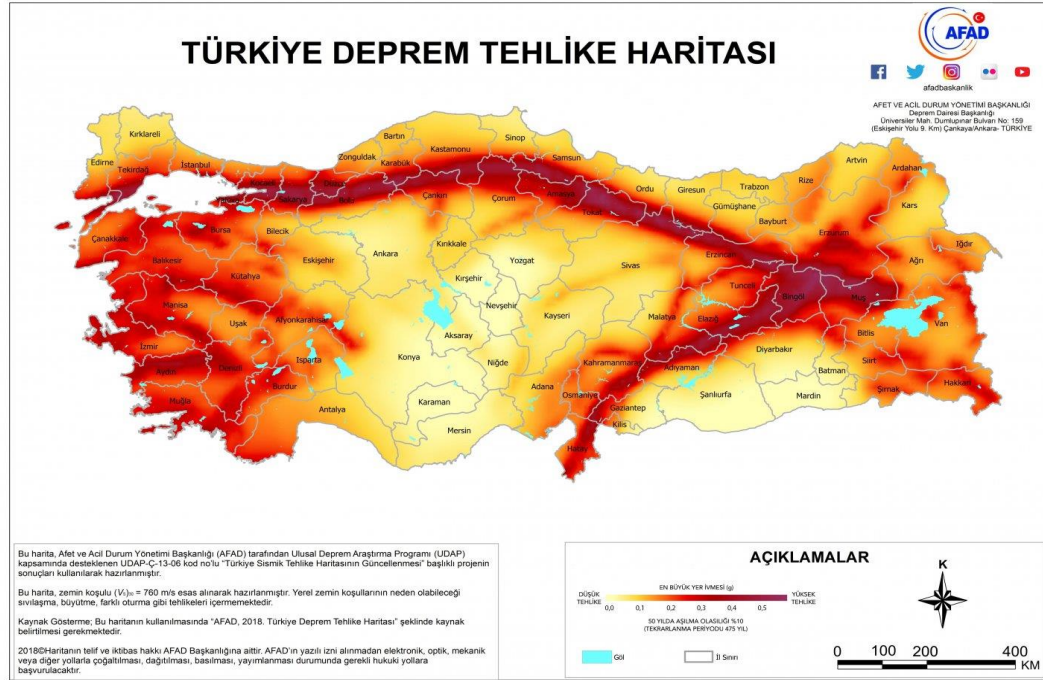 TÜRKİYE DEPREM TEHLİKE HARİTASI
AFAD
afadbaskanlik
AFET VE ACİL DURUM YÖNETİMİ BAŞKANLIĞI
Deprem Dairesi Başkanlığı
Üniversiler Mah. Dumlupınar Bulvarı No: 159
(Eskişehir Yolu 9. Km) Çankaya/Ankara- TÜRKİYE
Kırklareli
Edirne
Tekirdağ
İstanbul
Kocaeli
Sakarya
Düzce
Bolu
Zonguldak
Bartın
Karabük
Kastamonu
Sinop
Samsun
Çankırı
Çorum
Amasya
Tokat
Ordu
Giresun
Trabzon
Gümüşhane
Bayburt
Rize
Artvin
Ardahan
Kars
Iğdır
Ağrı
Erzurum
Erzincan
Çanakkale
Balıkesir
Bursa
Bilecik
Eskişehir
Kütahya
Ankara
Kırıkkale
Kırşehir
Yozgat
Sivas
Tunceli
Bingöl
Muş
Bitlis
Van
Manisa
İzmir
Uşak
Afyonkarahisar
Aydın
Denizli
Muğla
Burdur
Isparta
Antalya
Konya
Aksaray
Nevşehir
Niğde
Kayseri
Karaman
Mersin
Adana
Osmaniye
Hatay
Kahramanmaraş
Malatya
Elazığ
Adıyaman
Gaziantep
Kilis
Şanlıurfa
Diyarbakır
Mardin
Batman
Siirt
Şırnak
Hakkari
Bu harita, Afet ve Acil Durum Yönetimi Başkanlığı (AFAD) tarafından Ulusal Deprem Araştırma Programı (UDAP)
kapsamında desteklenen UDAP-Ç-13-06 kod no'lu "Türkiye Sismik Tehlike Haritasının Güncellenmesi" başlıklı projenin
sonuçları kullanılarak hazırlanmıştır.
Bu harita, zemin koşulu (Vs)30 = 760 m/s esas alınarak hazırlanmıştır. Yerel zemin koşullarının neden olabileceği
sıvılaşma, büyütme, farklı oturma gibi tehlikeleri içermemektedir.
Kaynak Gösterme; Bu haritanın kullanılmasında "AFAD, 2018. Türkiye Deprem Tehlike Haritası" şeklinde kaynak
belirtilmesi gerekmektedir.
2018©Haritanın telif ve iktibas hakkı AFAD Başkanlığına aittir. AFAD'ın yazılı izni alınmadan elektronik, optik, mekanik
veya diğer yollarla çoğaltılması, dağıtılması, basılması, yayımlanması durumunda gerekli hukuki yollara
başvurulacaktır.
AÇIKLAMALAR
EN BÜYÜK YER İVMESİ (g)
DÜŞÜK TEHLİKE
YÜKSEK TEHLİKE
0,0 0,1 0,2 0,3 0,4 0,5
50 YILDA AŞILMA OLASILIĞI %10
(TEKRARLANMA PERİYODU 475 YIL)
Göl
İl Sınırı
K
0 100 200 400
KM